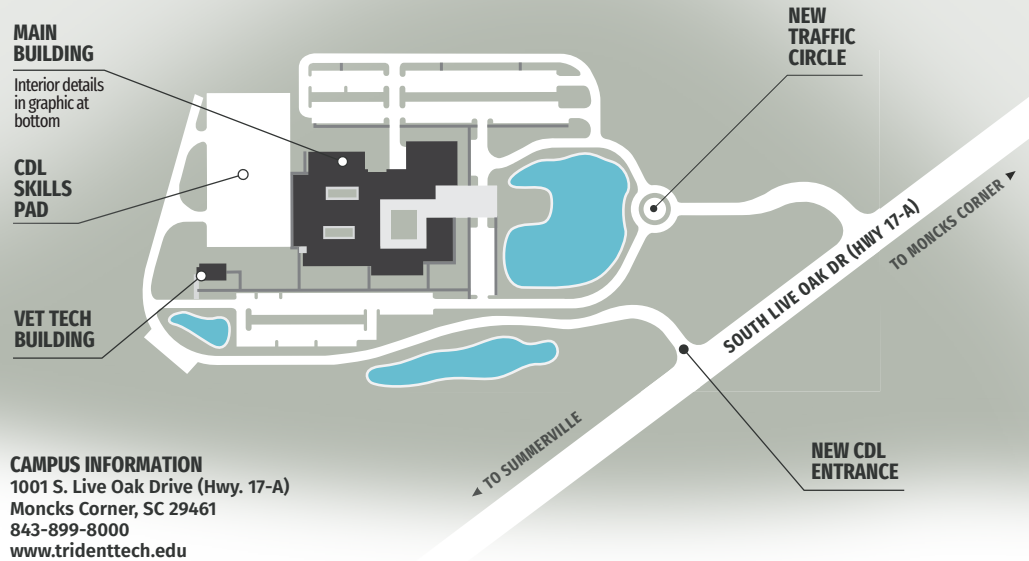 MAIN
BUILDING
Interior details
in graphic at
bottom
CDL
SKILLS
PAD
VET TECH
BUILDING
NEW
TRAFFIC
CIRCLE
SOUTH LIVE OAK DR (HWY 17-A)
TO MONCKS CORNER
TO SUMMERVILLE
NEW CDL
ENTRANCE
CAMPUS INFORMATION
1001 S. Live Oak Drive (Hwy. 17-A)
Moncks Corner, SC 29461
843-899-8000
www.tridenttech.edu